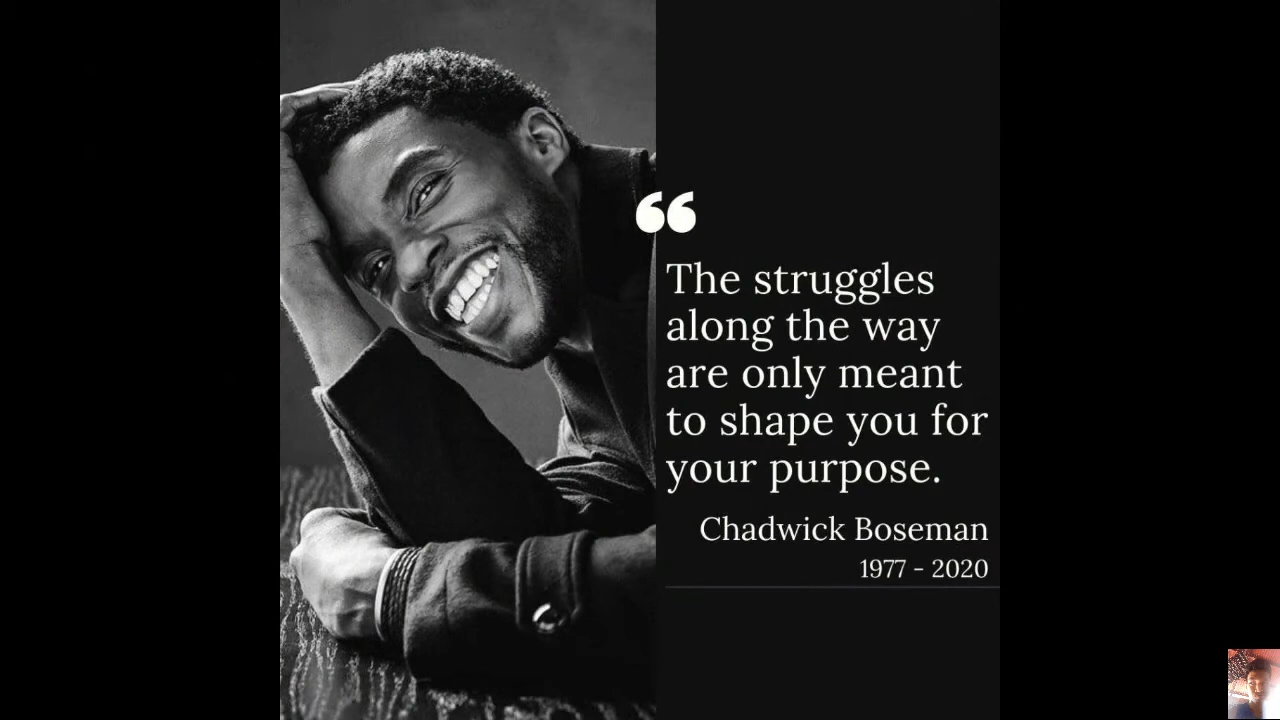 “
The struggles
along the way
are only meant
to shape you for
your purpose.
Chadwick Boseman
1977 - 2020